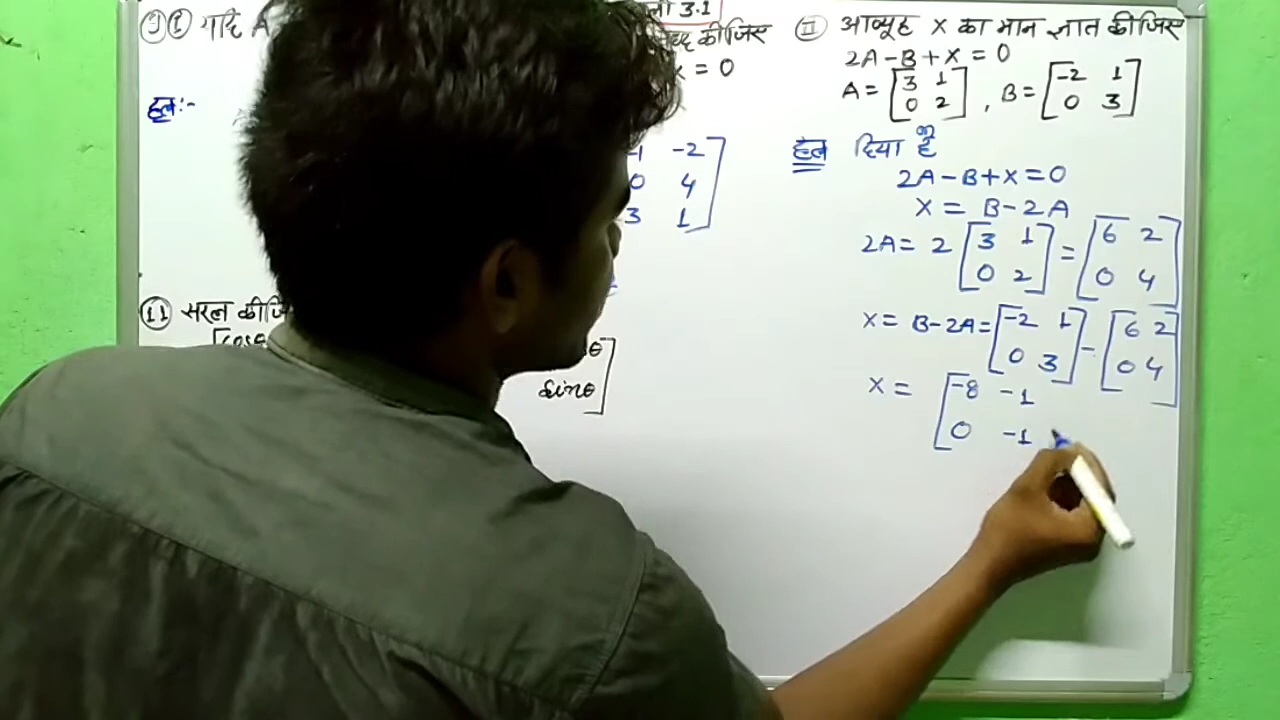 3.1
9 (i) यदि A
कीजिए
= 0
हल:-
-1 -2
0 4
3 1
11 सरल कीजि
cosθ
sinθ
II आव्यूह X का मान ज्ञात कीजिए
2A - B + X = 0
A = [3 1 0 2] , B = [-2 1 0 3]
हल दिया है
2A - B + X = 0
X = B - 2A
2A = 2 [3 1 0 2] = [6 2 0 4]
X = B - 2A = [-2 1 0 3] - [6 2 0 4]
X = [-8 -1
0 -1